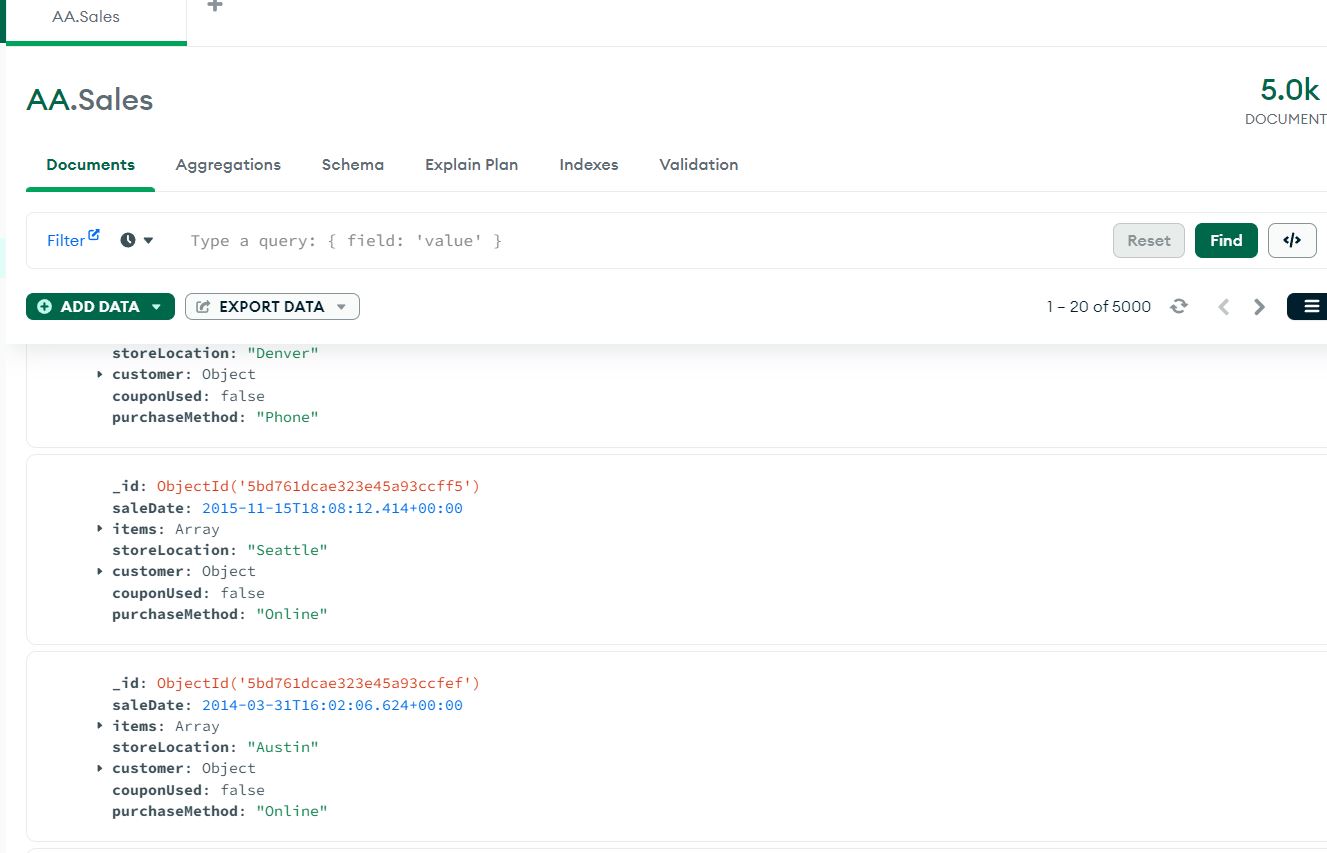 AA.Sales
AA.Sales
5.0k
DOCUMENT
Documents Aggregations Schema Explain Plan Indexes Validation
Filter Type a query: { field: 'value' } Reset Find </>
ADD DATA EXPORT DATA 1 – 20 of 5000
storeLocation: "Denver"
customer: Object
couponUsed: false
purchaseMethod: "Phone"
_id: ObjectId('5bd761dcae323e45a93ccff5')
saleDate: 2015-11-15T18:08:12.414+00:00
items: Array
storeLocation: "Seattle"
customer: Object
couponUsed: false
purchaseMethod: "Online"
_id: ObjectId('5bd761dcae323e45a93ccfef')
saleDate: 2014-03-31T16:02:06.624+00:00
items: Array
storeLocation: "Austin"
customer: Object
couponUsed: false
purchaseMethod: "Online"